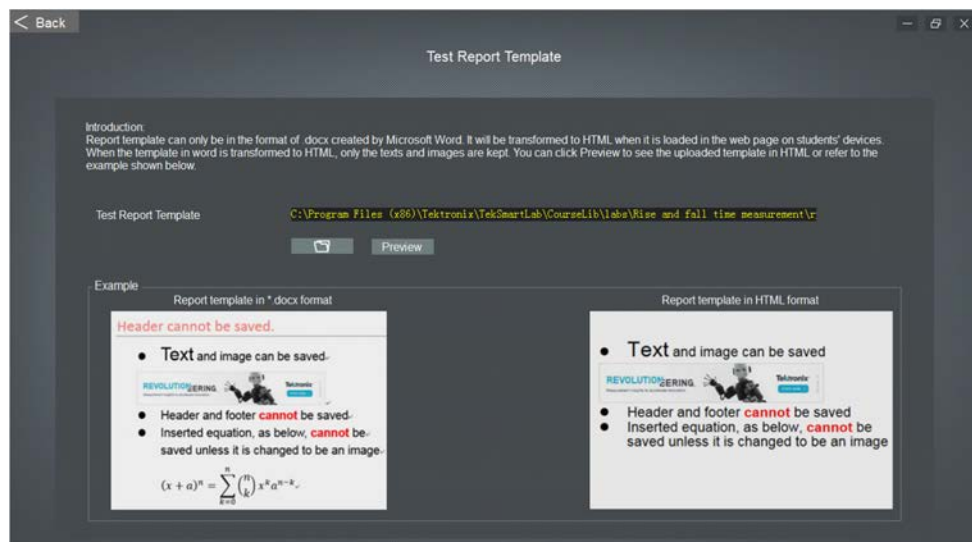 < Back
Test Report Template
Introduction:
Report template can only be in the format of .docx created by Microsoft Word. It will be transformed to HTML when it is loaded in the web page on students' devices.
When the template in word is transformed to HTML, only the texts and images are kept. You can click Preview to see the uploaded template in HTML or refer to the
example shown below.
Test Report Template
C:\Program Files (x86)\Tektronix\TekSmartLab\CourseLib\labs\Rise and fall time measurement\r
Preview
Example
Report template in *.docx format
Header cannot be saved.
● Text and image can be saved
REVOLUTION EERING.
Tektronix
● Header and footer cannot be saved
● Inserted equation, as below, cannot be
saved unless it is changed to be an image
(x + a)ⁿ = ∑ₖ₌₀ⁿ (n k) xᵏaⁿ⁻ᵏ
Report template in HTML format
● Text and image can be saved
REVOLUTION EERING.
Tektronix
● Header and footer cannot be saved
● Inserted equation, as below, cannot be
saved unless it is changed to be an image